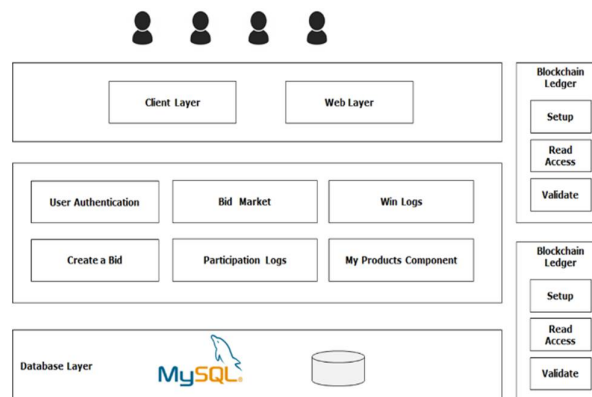 Client Layer
Web Layer
User Authentication
Bid Market
Win Logs
Create a Bid
Participation Logs
My Products Component
Database Layer
MySQL®
Blockchain
Ledger
Setup
Read
Access
Validate
Blockchain
Ledger
Setup
Read
Access
Validate